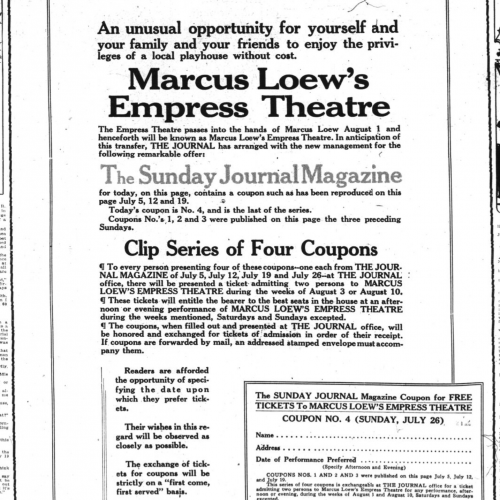 An unusual opportunity for yourself and
your family and your friends to enjoy the privi-
leges of a local playhouse without cost.
Marcus Loew's
Empress Theatre
The Empress Theatre passes into the hands of Marcus Loew August 1 and
henceforth will be known as Marcus Loew's Empress Theatre. In anticipation of
this transfer, THE JOURNAL has arranged with the new management for the
following remarkable offer:
The Sunday Journal Magazine
for today, on this page, contains a coupon such as has been reproduced on this
page July 5, 12 and 19.
Today's coupon is No. 4, and is the last of the series.
Coupons No.'s 1, 2 and 3 were published on this page the three preceding
Sundays.
Clip Series of Four Coupons
¶ To every person presenting four of these coupons--one each from THE JOUR-
NAL MAGAZINE of July 5, July 12, July 19 and July 26--at THE JOURNAL
office, there will be presented a ticket admitting two persons to MARCUS
LOEW'S EMPRESS THEATRE during the weeks of August 3 or August 10.
¶ These tickets will entitle the bearer to the best seats in the house at an after-
noon or evening performance of MARCUS LOEW'S EMPRESS THEATRE
during the weeks mentioned, Saturdays and Sundays excepted.
¶ The coupons, when filled out and presented at THE JOURNAL office, will
be honored and exchanged for tickets of admission in order of their receipt.
If coupons are forwarded by mail, an addressed stamped envelope must accom-
pany them.
Readers are afforded
the opportunity of speci-
fying the date upon
which they prefer tick-
ets.
Their wishes in this re-
gard will be observed as
closely as possible.
The exchange of tick-
ets for coupons will be
strictly on a "first come,
first served" basis.
The SUNDAY JOURNAL Magazine Coupon for FREE
TICKETS To MARCUS LOEW'S EMPRESS THEATRE
COUPON NO. 4 (SUNDAY, JULY 26)
Name
Address
Date of Performance Preferred
(Specify Afternoon and Evening)
COUPONS NOS. 1 AND 2 AND 3 were published on this page July 5, 12,
and July 19.
This series of four coupons is exchangeable at THE JOURNAL office for a ticket
admitting two persons to Marcus Loew's Empress Theatre for any performance, after-
noon or evening, during the weeks of August 3 and August 10, Saturdays and Sundays